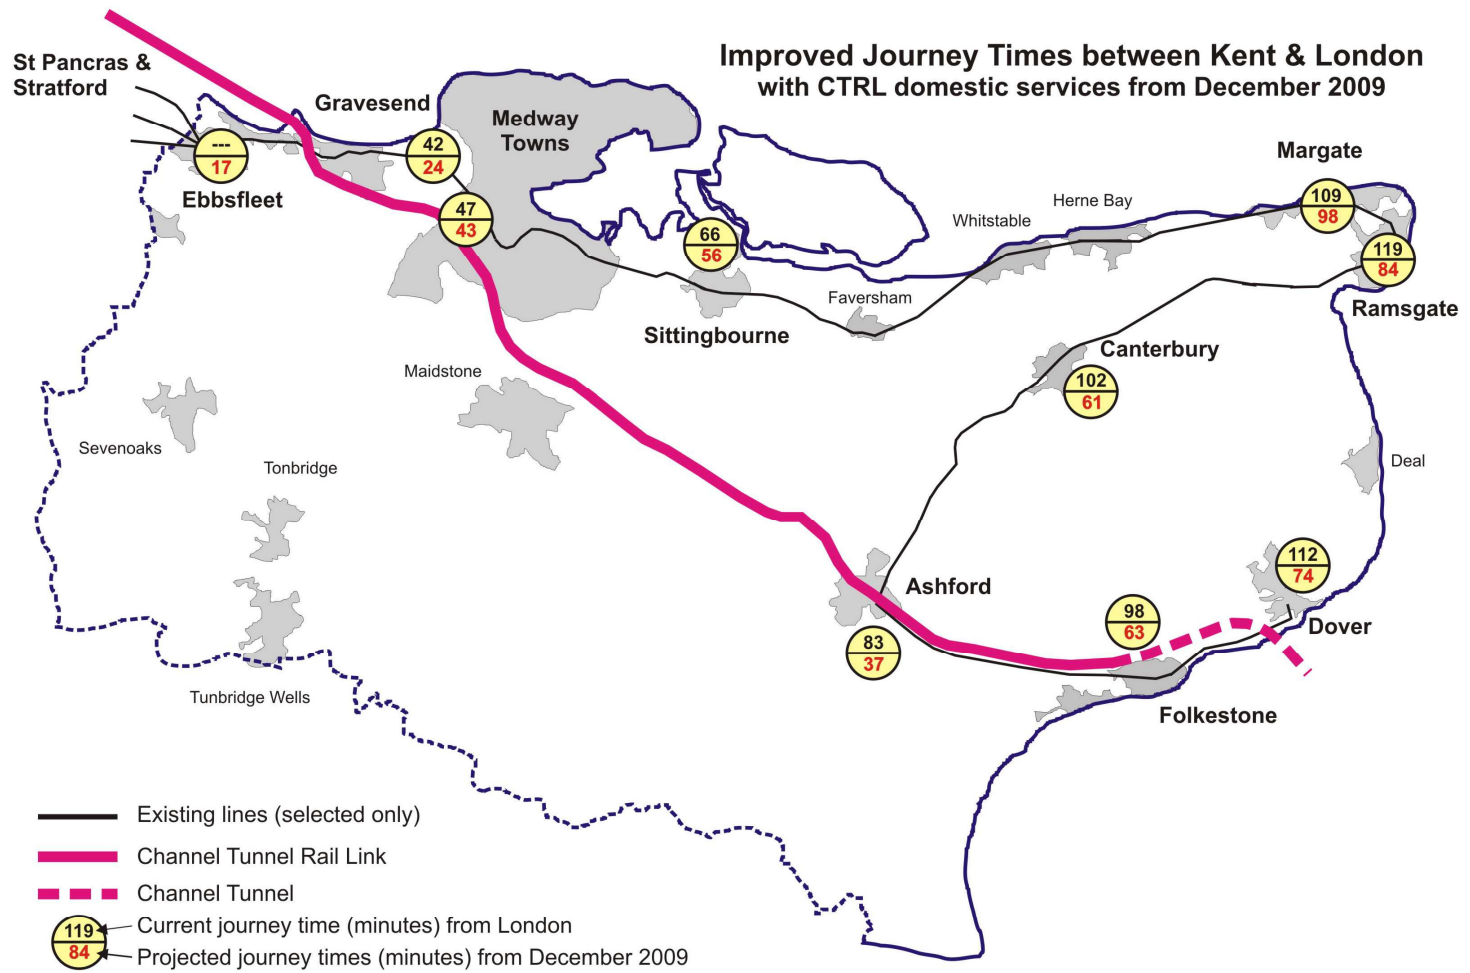 Improved Journey Times between Kent & London
with CTRL domestic services from December 2009
St Pancras &
Stratford
Gravesend
Medway
Towns
---
17
Ebbsfleet
42
24
47
43
66
56
Sittingbourne
Faversham
Whitstable
Herne Bay
Margate
109
98
119
84
Ramsgate
Canterbury
102
61
Maidstone
Sevenoaks
Tonbridge
Tunbridge Wells
Deal
Ashford
83
37
98
63
Folkestone
112
74
Dover
Existing lines (selected only)
Channel Tunnel Rail Link
Channel Tunnel
119
84
Current journey time (minutes) from London
Projected journey times (minutes) from December 2009